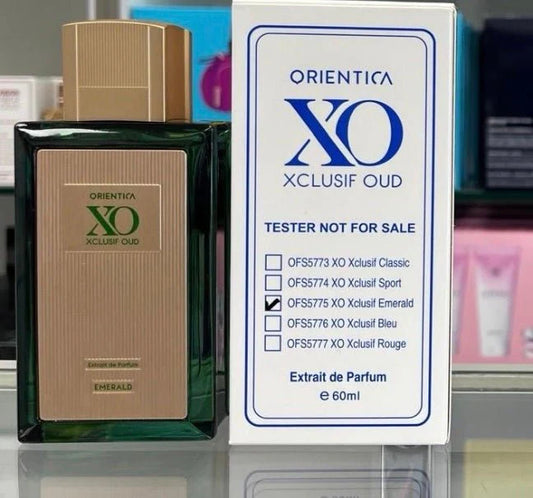 ORIENTICA
XO
XCLUSIF OUD
Extrait de Parfum
EMERALD
ORIENTICA
XO
XCLUSIF OUD
TESTER NOT FOR SALE
OFS5773 XO Xclusif Classic
OFS5774 XO Xclusif Sport
OFS5775 XO Xclusif Emerald
OFS5776 XO Xclusif Bleu
OFS5777 XO Xclusif Rouge
Extrait de Parfum
e 60ml